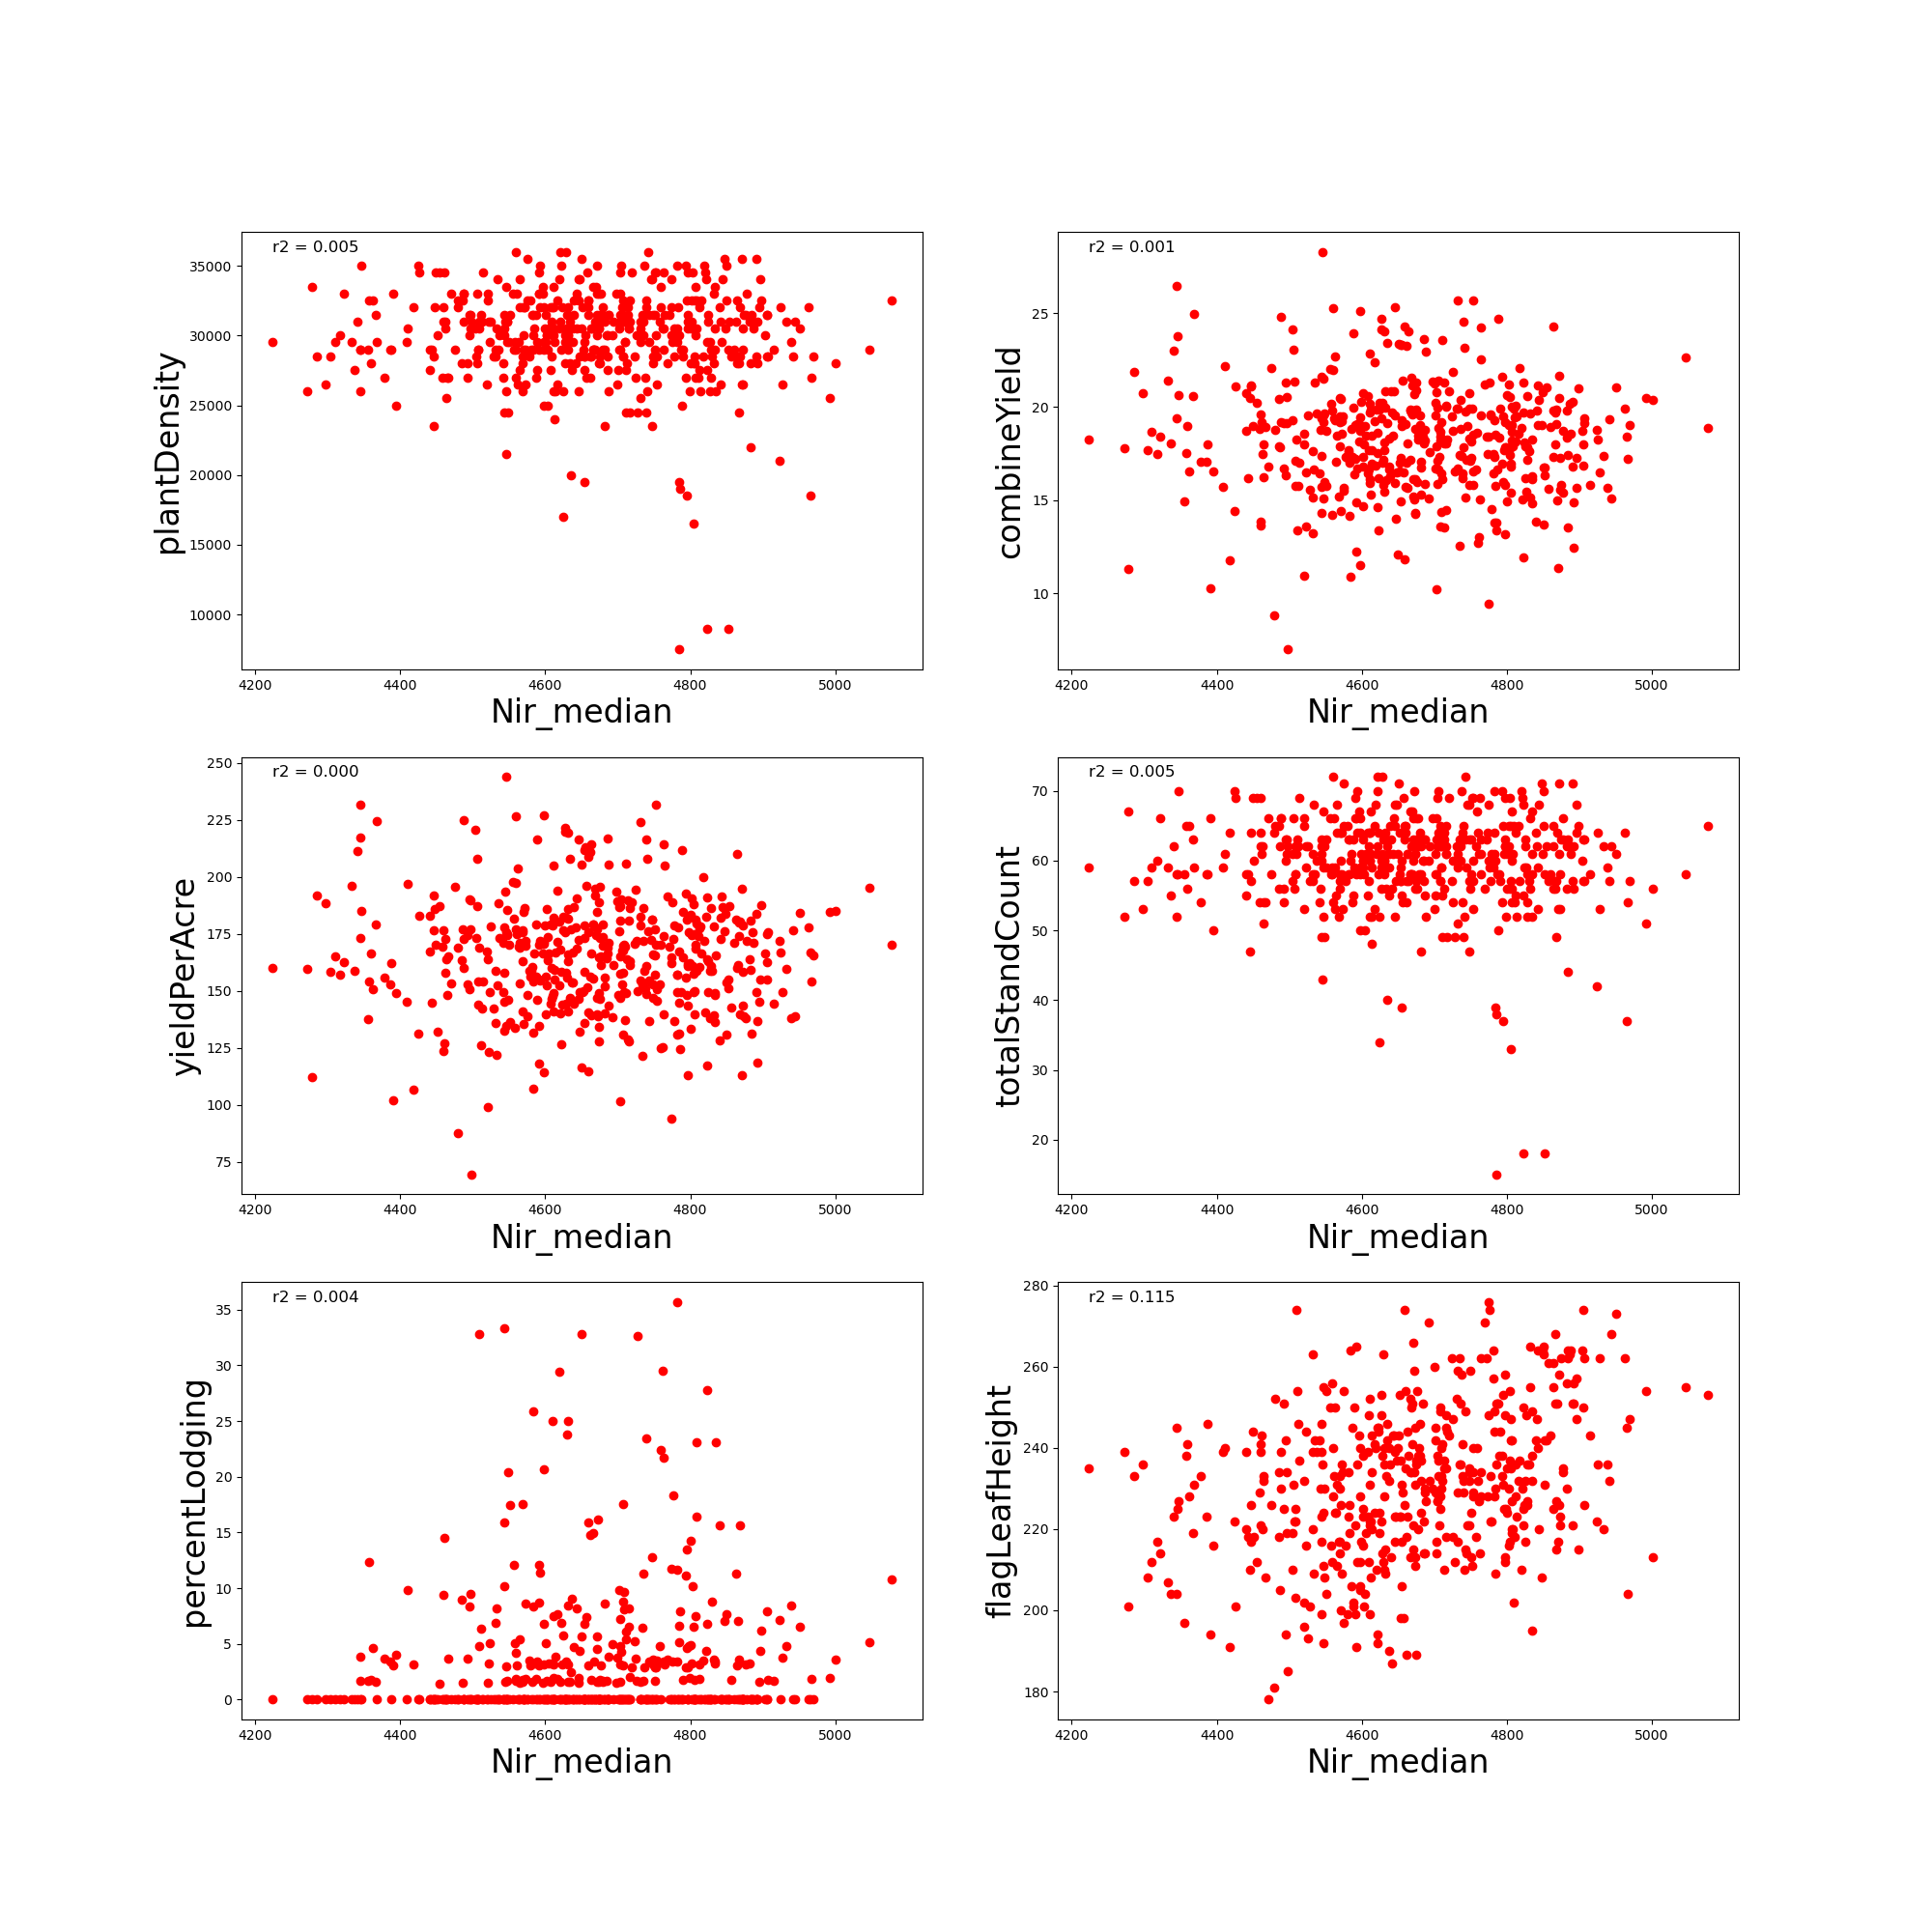 r2 = 0.005
plantDensity
35000
30000
25000
20000
15000
10000
4200 4400 4600 4800 5000
Nir_median
r2 = 0.001
combineYield
25
20
15
10
4200 4400 4600 4800 5000
Nir_median
r2 = 0.000
yieldPerAcre
250
225
200
175
150
125
100
75
4200 4400 4600 4800 5000
Nir_median
r2 = 0.005
totalStandCount
70
60
50
40
30
20
4200 4400 4600 4800 5000
Nir_median
r2 = 0.004
percentLodging
35
30
25
20
15
10
5
0
4200 4400 4600 4800 5000
Nir_median
r2 = 0.115
flagLeafHeight
280
260
240
220
200
180
4200 4400 4600 4800 5000
Nir_median